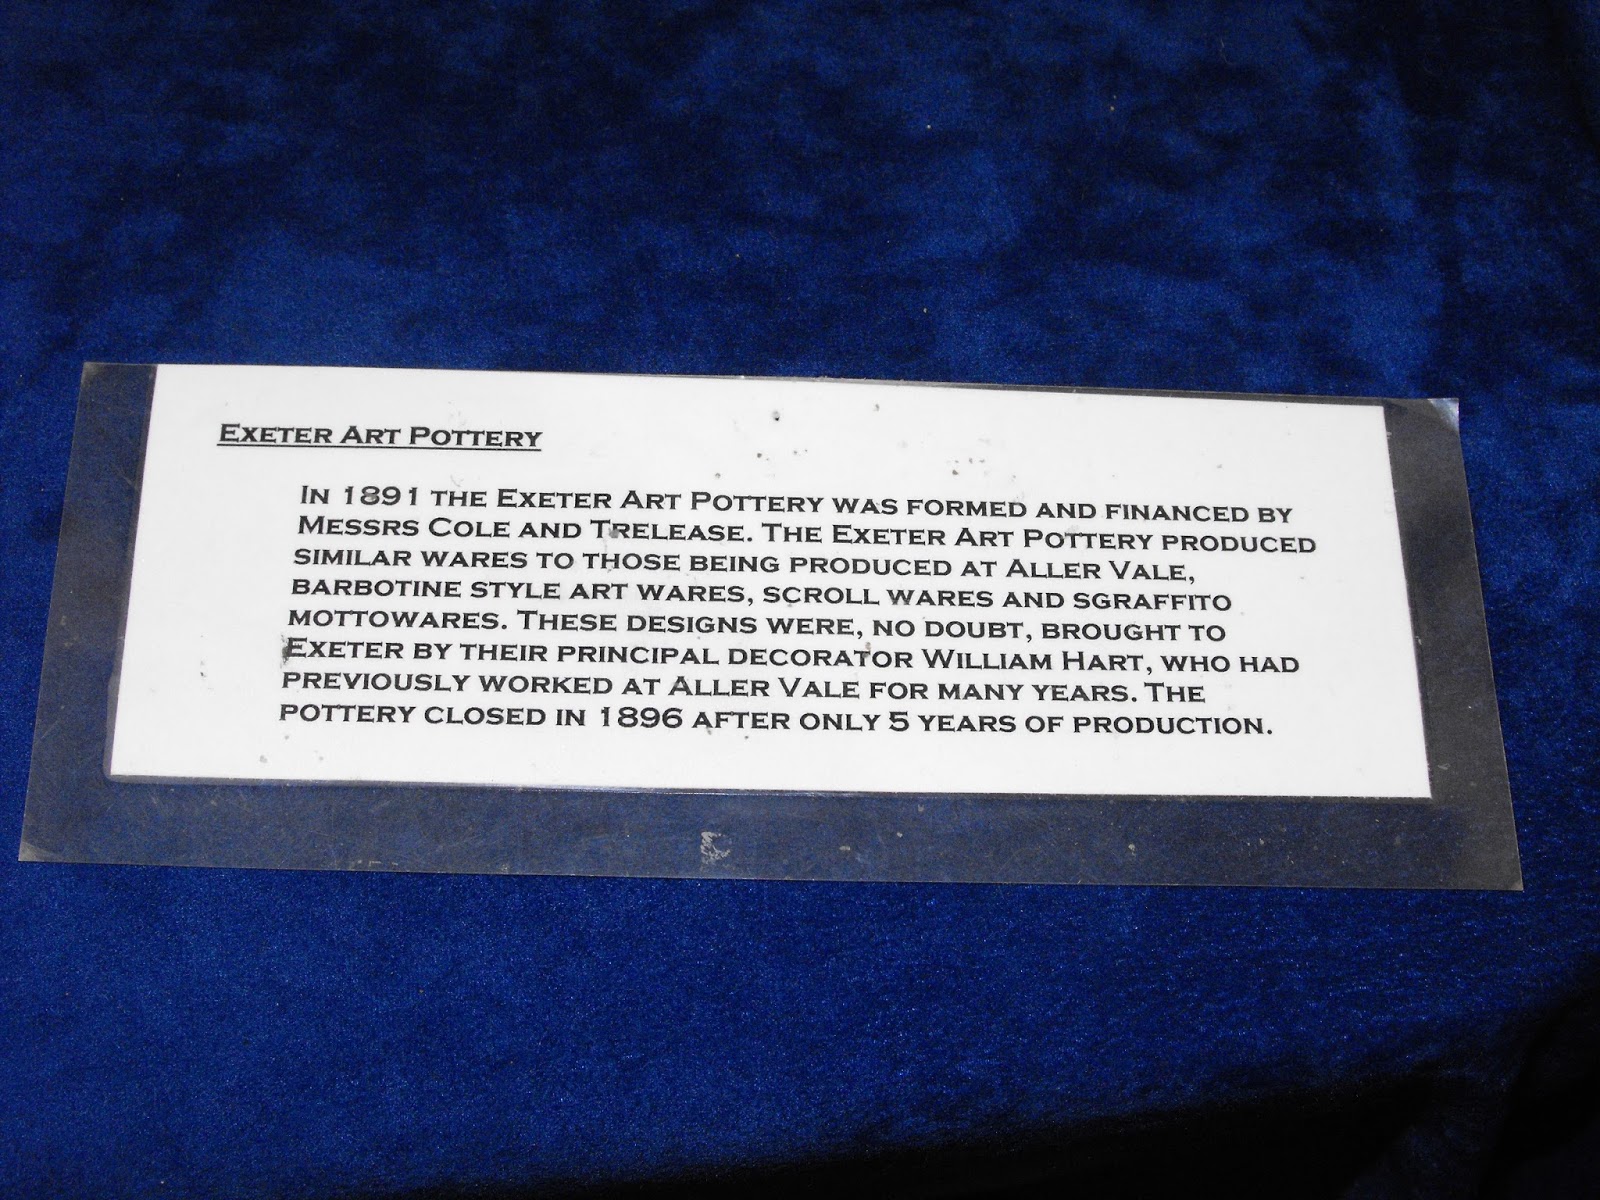 EXETER ART POTTERY
IN 1891 THE EXETER ART POTTERY WAS FORMED AND FINANCED BY
MESSRS COLE AND TRELEASE. THE EXETER ART POTTERY PRODUCED
SIMILAR WARES TO THOSE BEING PRODUCED AT ALLER VALE,
BARBOTINE STYLE ART WARES, SCROLL WARES AND SGRAFFITO
MOTTOWARES. THESE DESIGNS WERE, NO DOUBT, BROUGHT TO
EXETER BY THEIR PRINCIPAL DECORATOR WILLIAM HART, WHO HAD
PREVIOUSLY WORKED AT ALLER VALE FOR MANY YEARS. THE
POTTERY CLOSED IN 1896 AFTER ONLY 5 YEARS OF PRODUCTION.